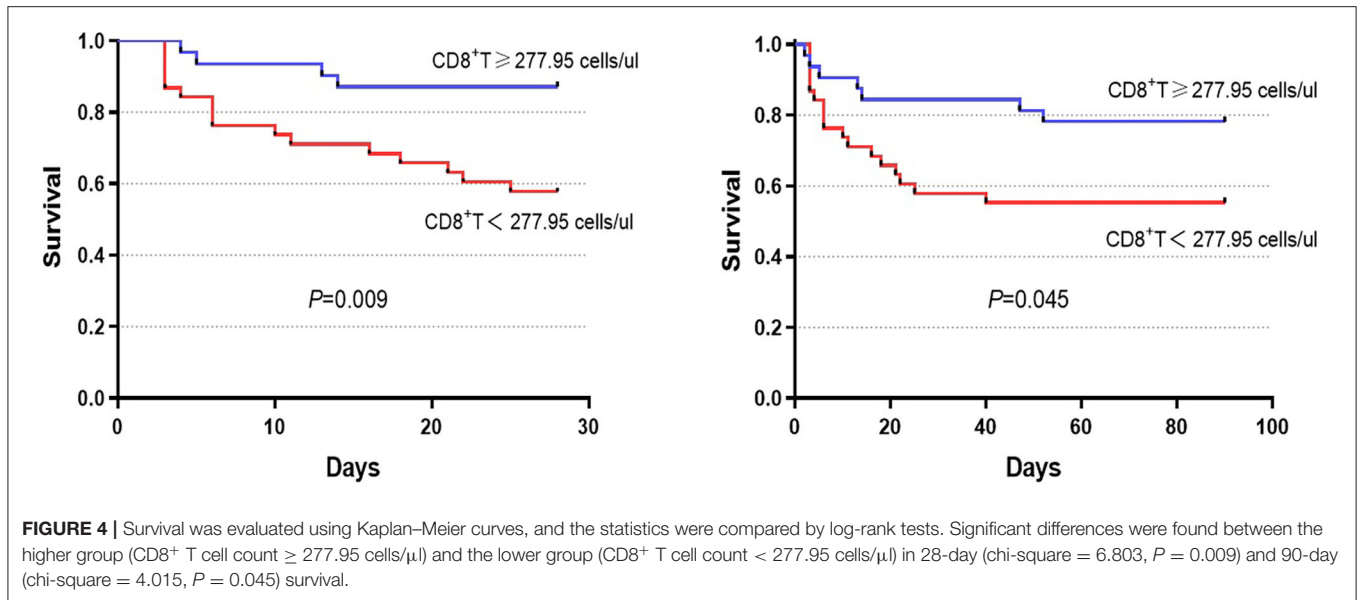 1.0
0.8
0.6
0.4
0.2
0.0
Survival
CD8⁺T ⩾ 277.95 cells/ul
CD8⁺T < 277.95 cells/ul
P=0.009
0 10 20 30
Days
1.0
0.8
0.6
0.4
0.2
0.0
Survival
CD8⁺T ⩾ 277.95 cells/ul
CD8⁺T < 277.95 cells/ul
P=0.045
0 20 40 60 80 100
Days
FIGURE 4 | Survival was evaluated using Kaplan–Meier curves, and the statistics were compared by log-rank tests. Significant differences were found between the
higher group (CD8⁺ T cell count ≥ 277.95 cells/μl) and the lower group (CD8⁺ T cell count < 277.95 cells/μl) in 28-day (chi-square = 6.803, P = 0.009) and 90-day
(chi-square = 4.015, P = 0.045) survival.